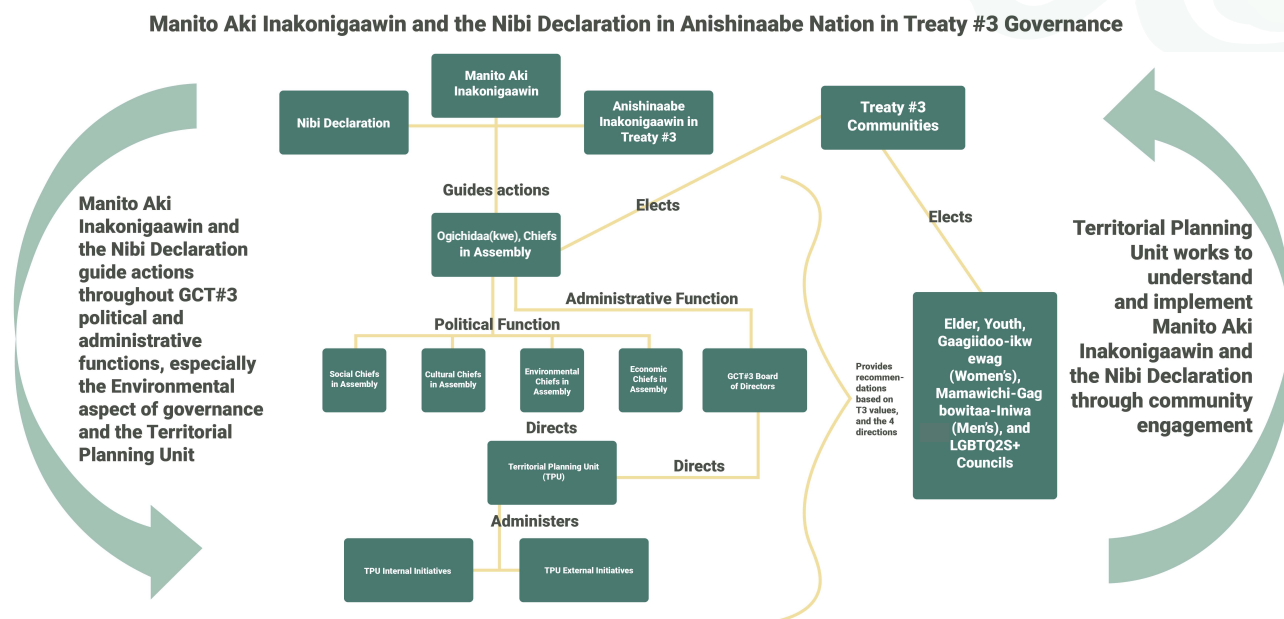 Manito Aki Inakonigaawin and the Nibi Declaration in Anishinaabe Nation in Treaty #3 Governance
Manito Aki
Inakonigaawin
Nibi Declaration
Anishinaabe
Inakonigaawin in
Treaty #3
Treaty #3
Communities
Guides actions
Elects
Elects
Ogichidaa(kwe), Chiefs
in Assembly
Manito Aki
Inakonigaawin and
the Nibi Declaration
guide actions
throughout GCT#3
political and
administrative
functions, especially
the Environmental
aspect of governance
and the Territorial
Planning Unit
Administrative Function
Political Function
Social Chiefs
in Assembly
Cultural Chiefs
in Assembly
Environmental
Chiefs in
Assembly
Economic
Chiefs in
Assembly
GCT#3 Board
of Directors
Directs
Territorial Planning Unit
(TPU)
Directs
Administers
TPU Internal Initiatives
TPU External Initiatives
Provides
recommen-
dations
based on
T3 values,
and the 4
directions
Elder, Youth,
Gaagiidoo-ikw
ewag
(Women's),
Mamawichi-Gag
bowitaa-Iniwa
(Men's), and
LGBTQ2S+
Councils
Territorial Planning
Unit works to
understand
and implement
Manito Aki
Inakonigaawin and
the Nibi Declaration
through community
engagement